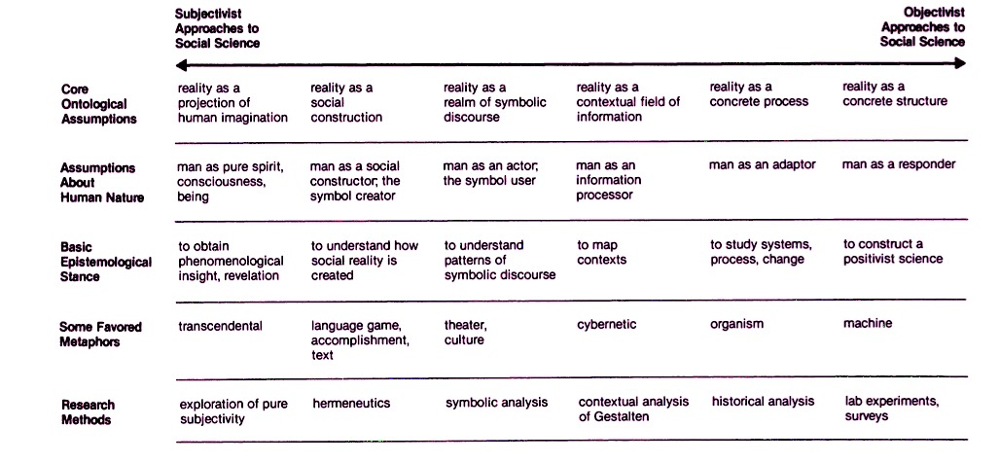 Subjectivist
Approaches to
Social Science
Objectivist
Approaches to
Social Science
Core
Ontological
Assumptions
reality as a
projection of
human imagination
reality as a
social
construction
reality as a
realm of symbolic
discourse
reality as a
contextual field of
information
reality as a
concrete process
reality as a
concrete structure
Assumptions
About
Human Nature
man as pure spirit,
consciousness,
being
man as a social
constructor; the
symbol creator
man as an actor;
the symbol user
man as an
information
processor
man as an adaptor
man as a responder
Basic
Epistemological
Stance
to obtain
phenomenological
insight, revelation
to understand how
social reality is
created
to understand
patterns of
symbolic discourse
to map
contexts
to study systems,
process, change
to construct a
positivist science
Some Favored
Metaphors
transcendental
language game,
accomplishment,
text
theater,
culture
cybernetic
organism
machine
Research
Methods
exploration of pure
subjectivity
hermeneutics
symbolic analysis
contextual analysis
of Gestalten
historical analysis
lab experiments,
surveys